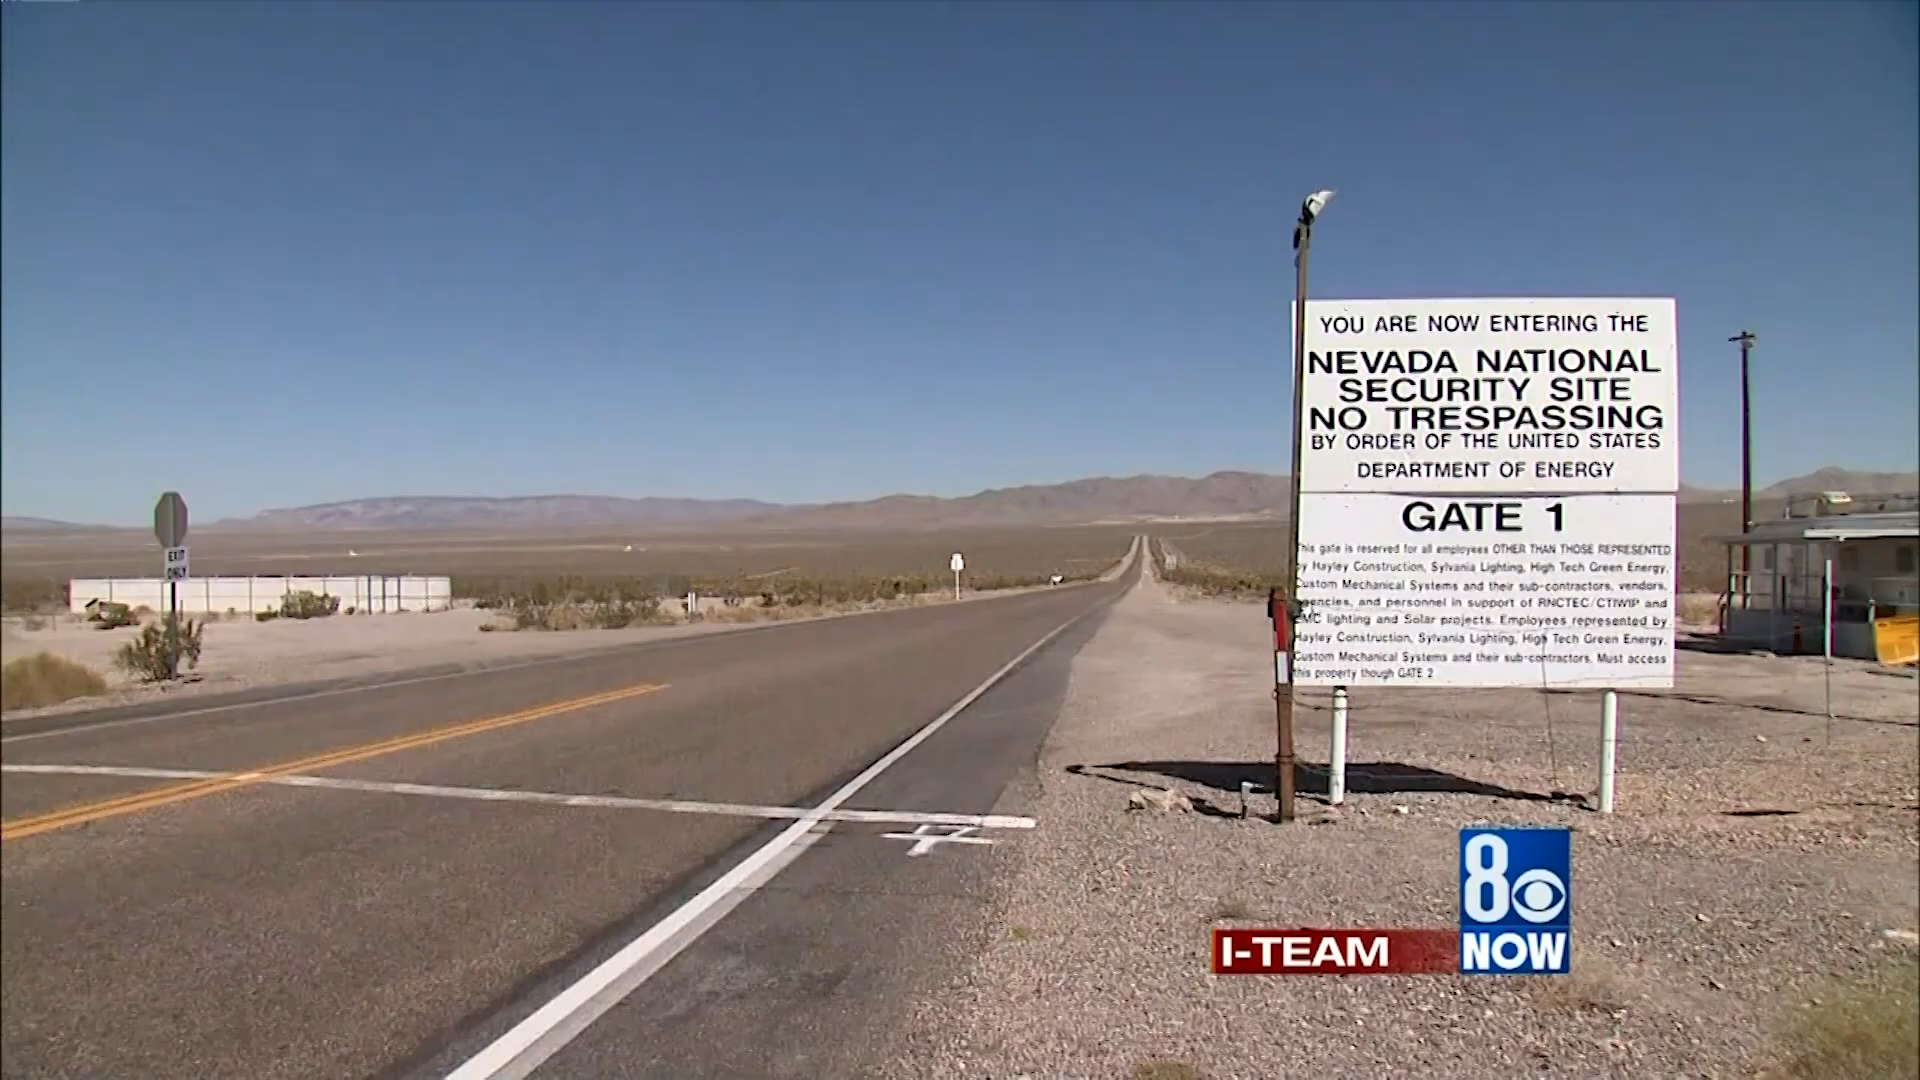 YOU ARE NOW ENTERING THE
NEVADA NATIONAL
SECURITY SITE
NO TRESPASSING
BY ORDER OF THE UNITED STATES
DEPARTMENT OF ENERGY
GATE 1
This gate is reserved for all employees OTHER THAN THOSE REPRESENTED
by Hayley Construction, Sylvania Lighting, High Tech Green Energy,
Custom Mechanical Systems and their sub-contractors, vendors,
agencies, and personnel in support of RNCTEC/CTIWIP and
lighting and Solar projects. Employees represented by
Hayley Construction, Sylvania Lighting, High Tech Green Energy,
Custom Mechanical Systems and their sub-contractors. Must access
this property though GATE 2
EXIT
ONLY
I-TEAM
8
NOW